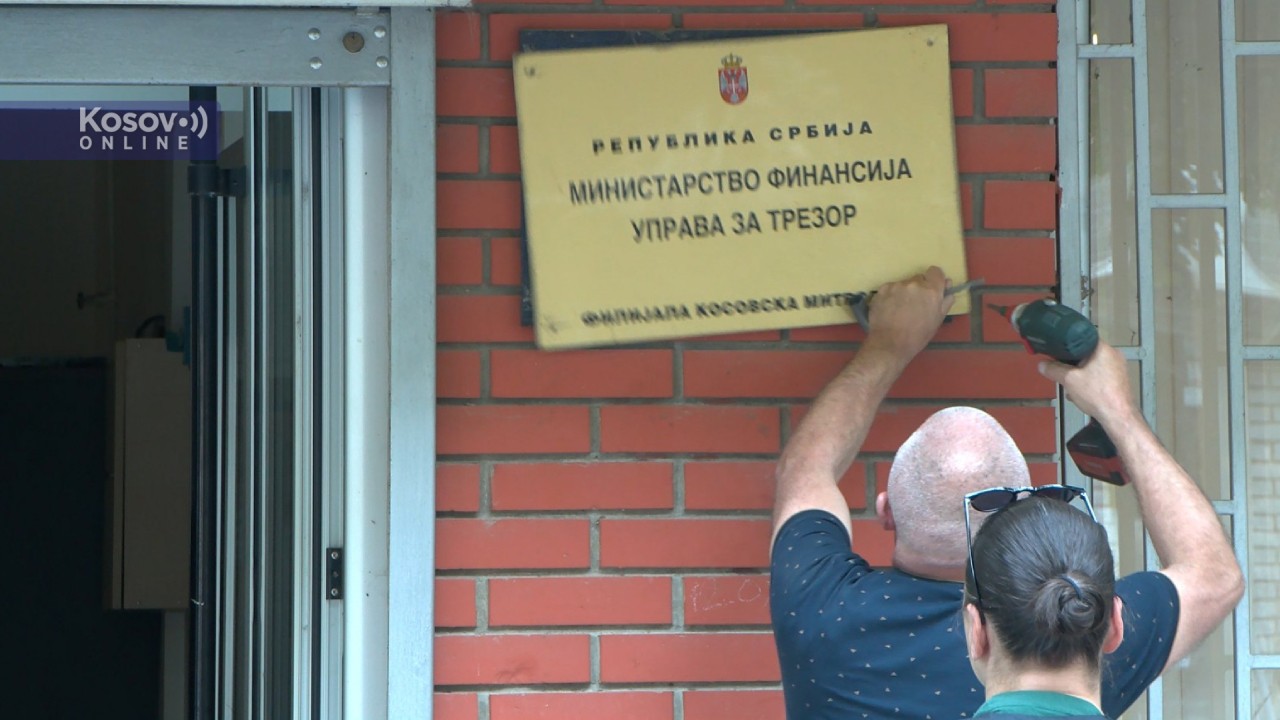 Kosovo
ONLINE
РЕПУБЛИКА СРБИЈА
МИНИСТАРСТВО ФИНАНСИЈА
УПРАВА ЗА ТРЕЗОР
ФИЛИЈАЛА КОСОВСКА